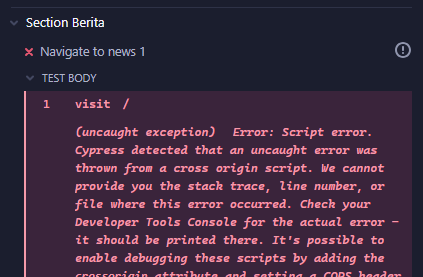 Section Berita
Navigate to news 1
TEST BODY
1 visit /
(uncaught exception) Error: Script error.
Cypress detected that an uncaught error was
thrown from a cross origin script. We cannot
provide you the stack trace, line number, or
file where this error occurred. Check your
Developer Tools Console for the actual error -
it should be printed there. It's possible to
enable debugging these scripts by adding the
crossorigin attribute and setting a CORS header